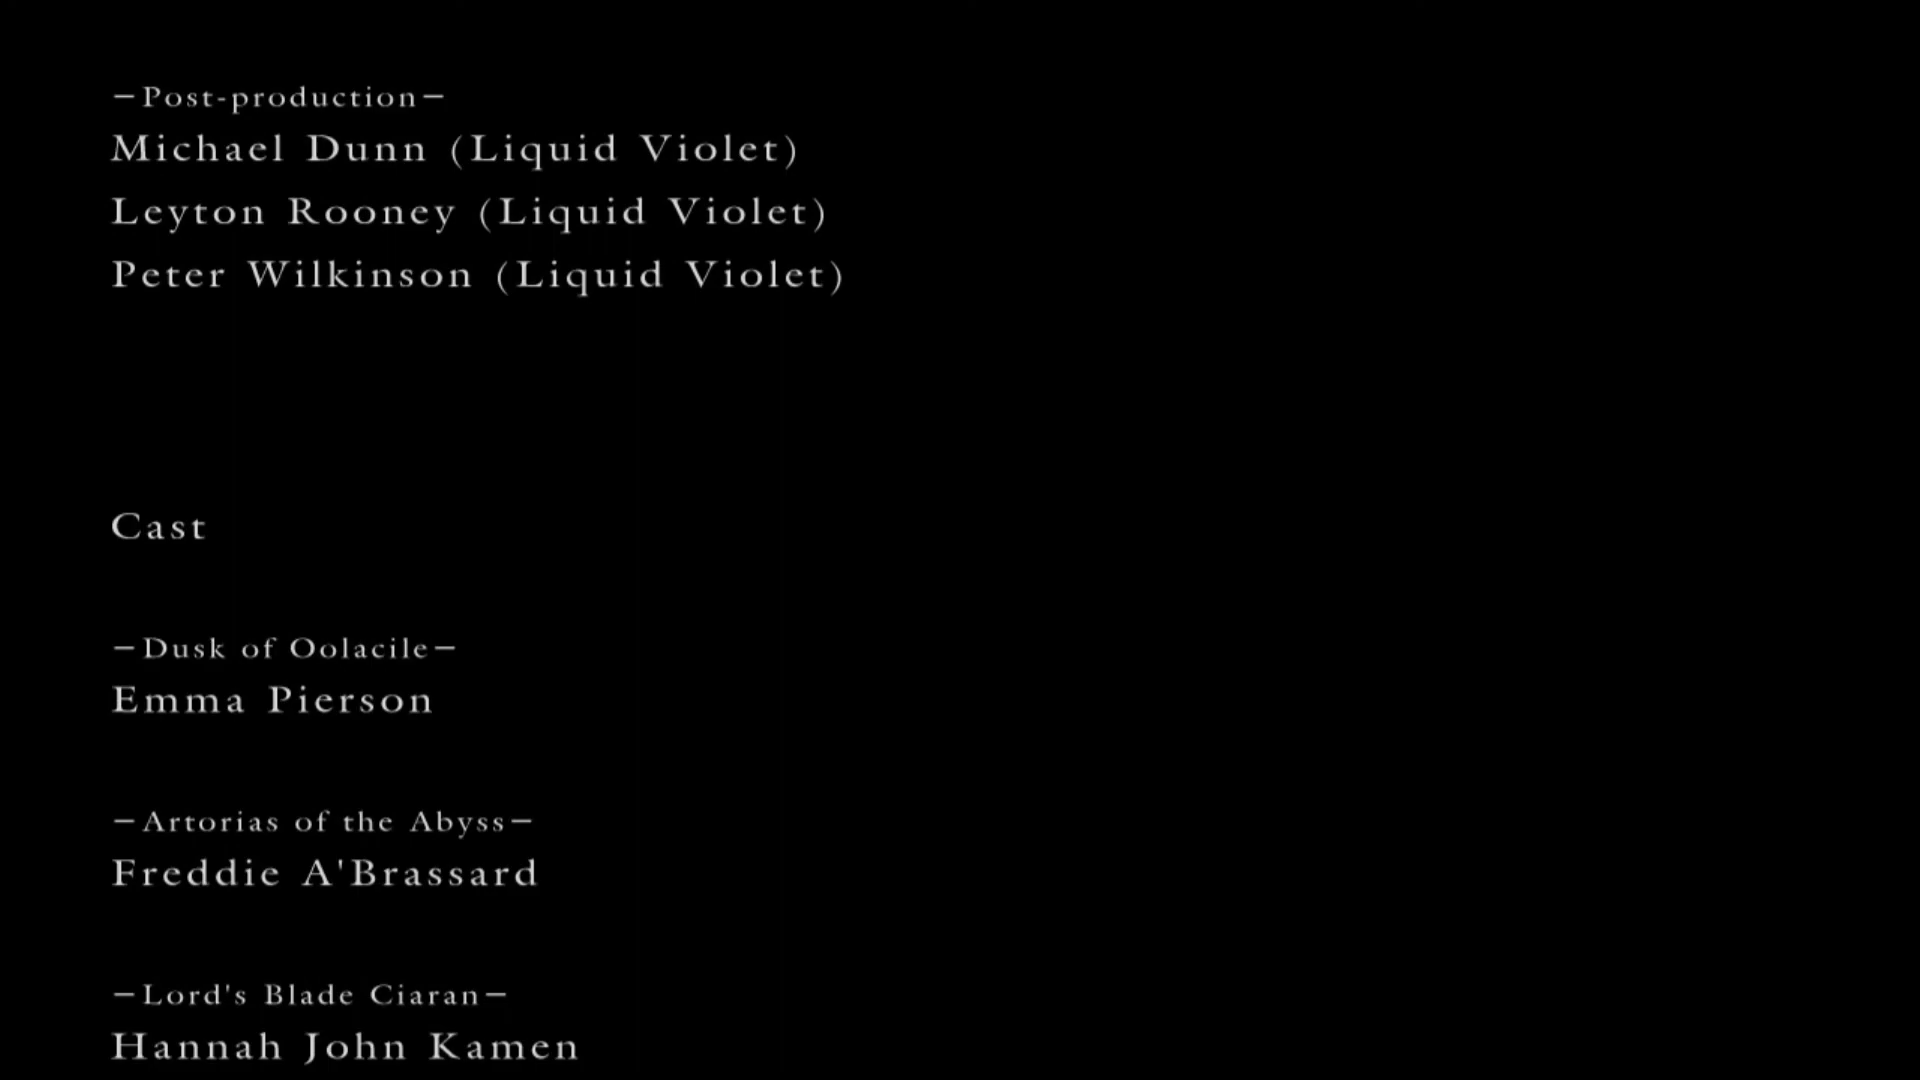 —Post-production—
Michael Dunn (Liquid Violet)
Leyton Rooney (Liquid Violet)
Peter Wilkinson (Liquid Violet)
Cast
—Dusk of Oolacile—
Emma Pierson
—Artorias of the Abyss—
Freddie A'Brassard
—Lord's Blade Ciaran—
Hannah John Kamen